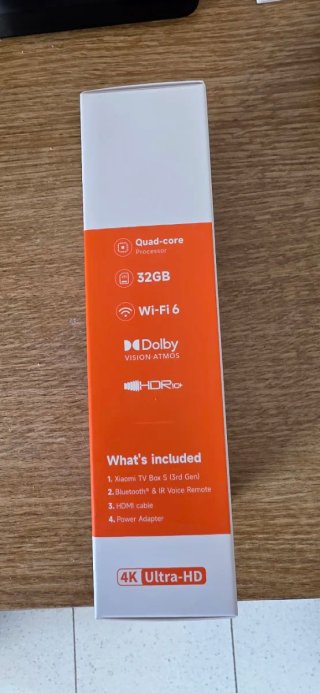 Quad-core
Processor
32GB
Wi-Fi 6
Dolby
VISION·ATMOS
HDR10+
What's included
1. Xiaomi TV Box S (3rd Gen)
2. Bluetooth® & IR Voice Remote
3. HDMI cable
4. Power Adapter
4K Ultra-HD